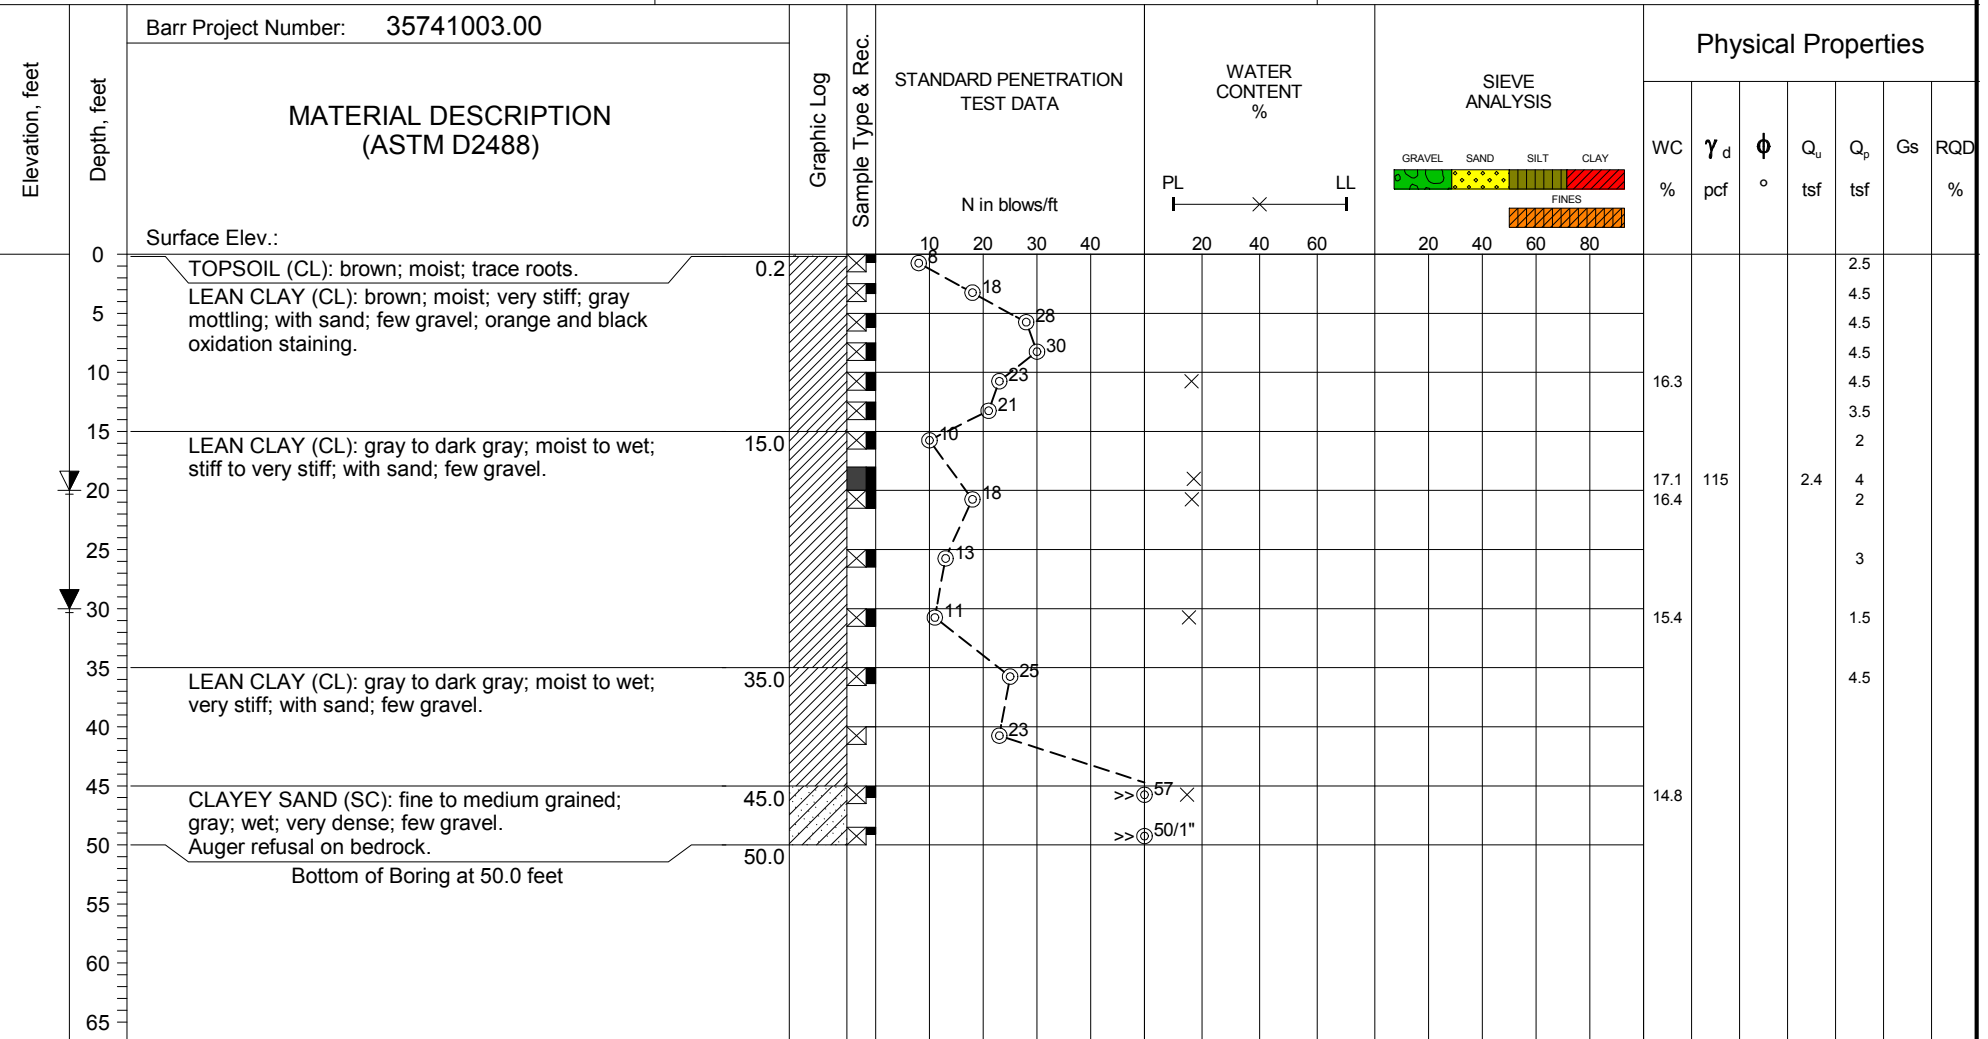 Barr Project Number: 35741003.00
Elevation, feet
Depth, feet
MATERIAL DESCRIPTION
(ASTM D2488)
Surface Elev.:
Graphic Log
Sample Type & Rec.
STANDARD PENETRATION
TEST DATA
N in blows/ft
10 20 30 40
WATER
CONTENT
%
PL LL
20 40 60
SIEVE
ANALYSIS
GRAVEL SAND SILT CLAY
FINES
20 40 60 80
Physical Properties
WC γ d ϕ Qu Qp Gs RQD
% pcf ° tsf tsf %
0
TOPSOIL (CL): brown; moist; trace roots. 0.2
8 2.5
LEAN CLAY (CL): brown; moist; very stiff; gray
mottling; with sand; few gravel; orange and black
oxidation staining.
18 4.5
5
28 4.5
30 4.5
10
23 16.3 4.5
21 3.5
15
LEAN CLAY (CL): gray to dark gray; moist to wet; 15.0
stiff to very stiff; with sand; few gravel.
10 2
17.1 115 2.4 4
20
18 16.4 2
25
13 3
30
11 15.4 1.5
35
LEAN CLAY (CL): gray to dark gray; moist to wet; 35.0
very stiff; with sand; few gravel.
25 4.5
40
23
45
CLAYEY SAND (SC): fine to medium grained; 45.0
gray; wet; very dense; few gravel.
Auger refusal on bedrock.
>> 57 14.8
>> 50/1"
50
50.0
Bottom of Boring at 50.0 feet
55
60
65